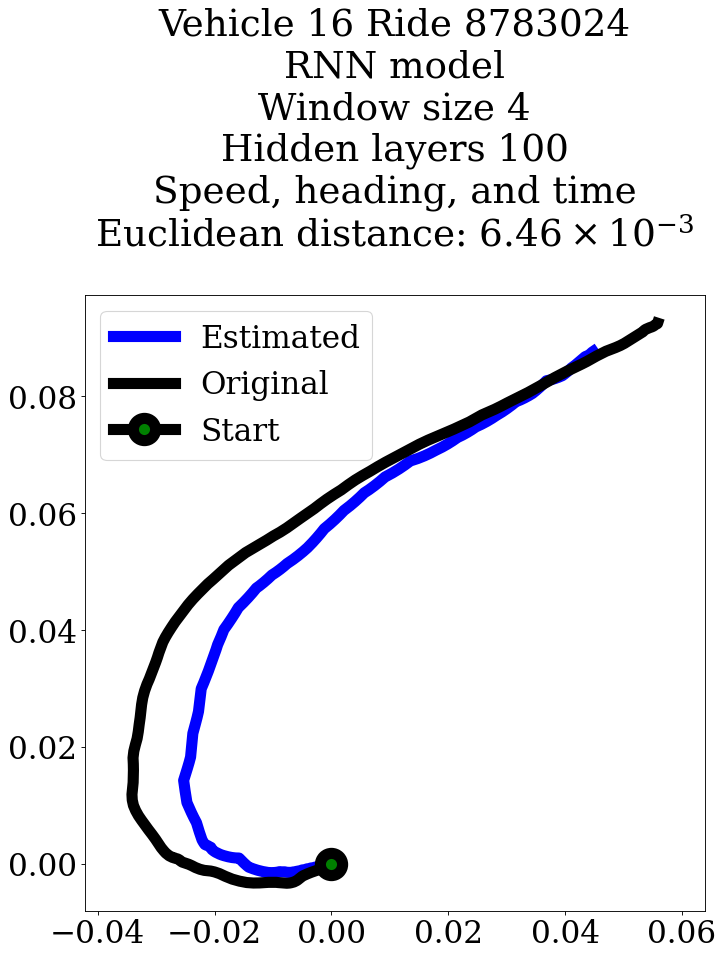 Vehicle 16 Ride 8783024
RNN model
Window size 4
Hidden layers 100
Speed, heading, and time
Euclidean distance: 6.46 × 10⁻³
Estimated
Original
Start
0.08
0.06
0.04
0.02
0.00
−0.04 −0.02 0.00 0.02 0.04 0.06